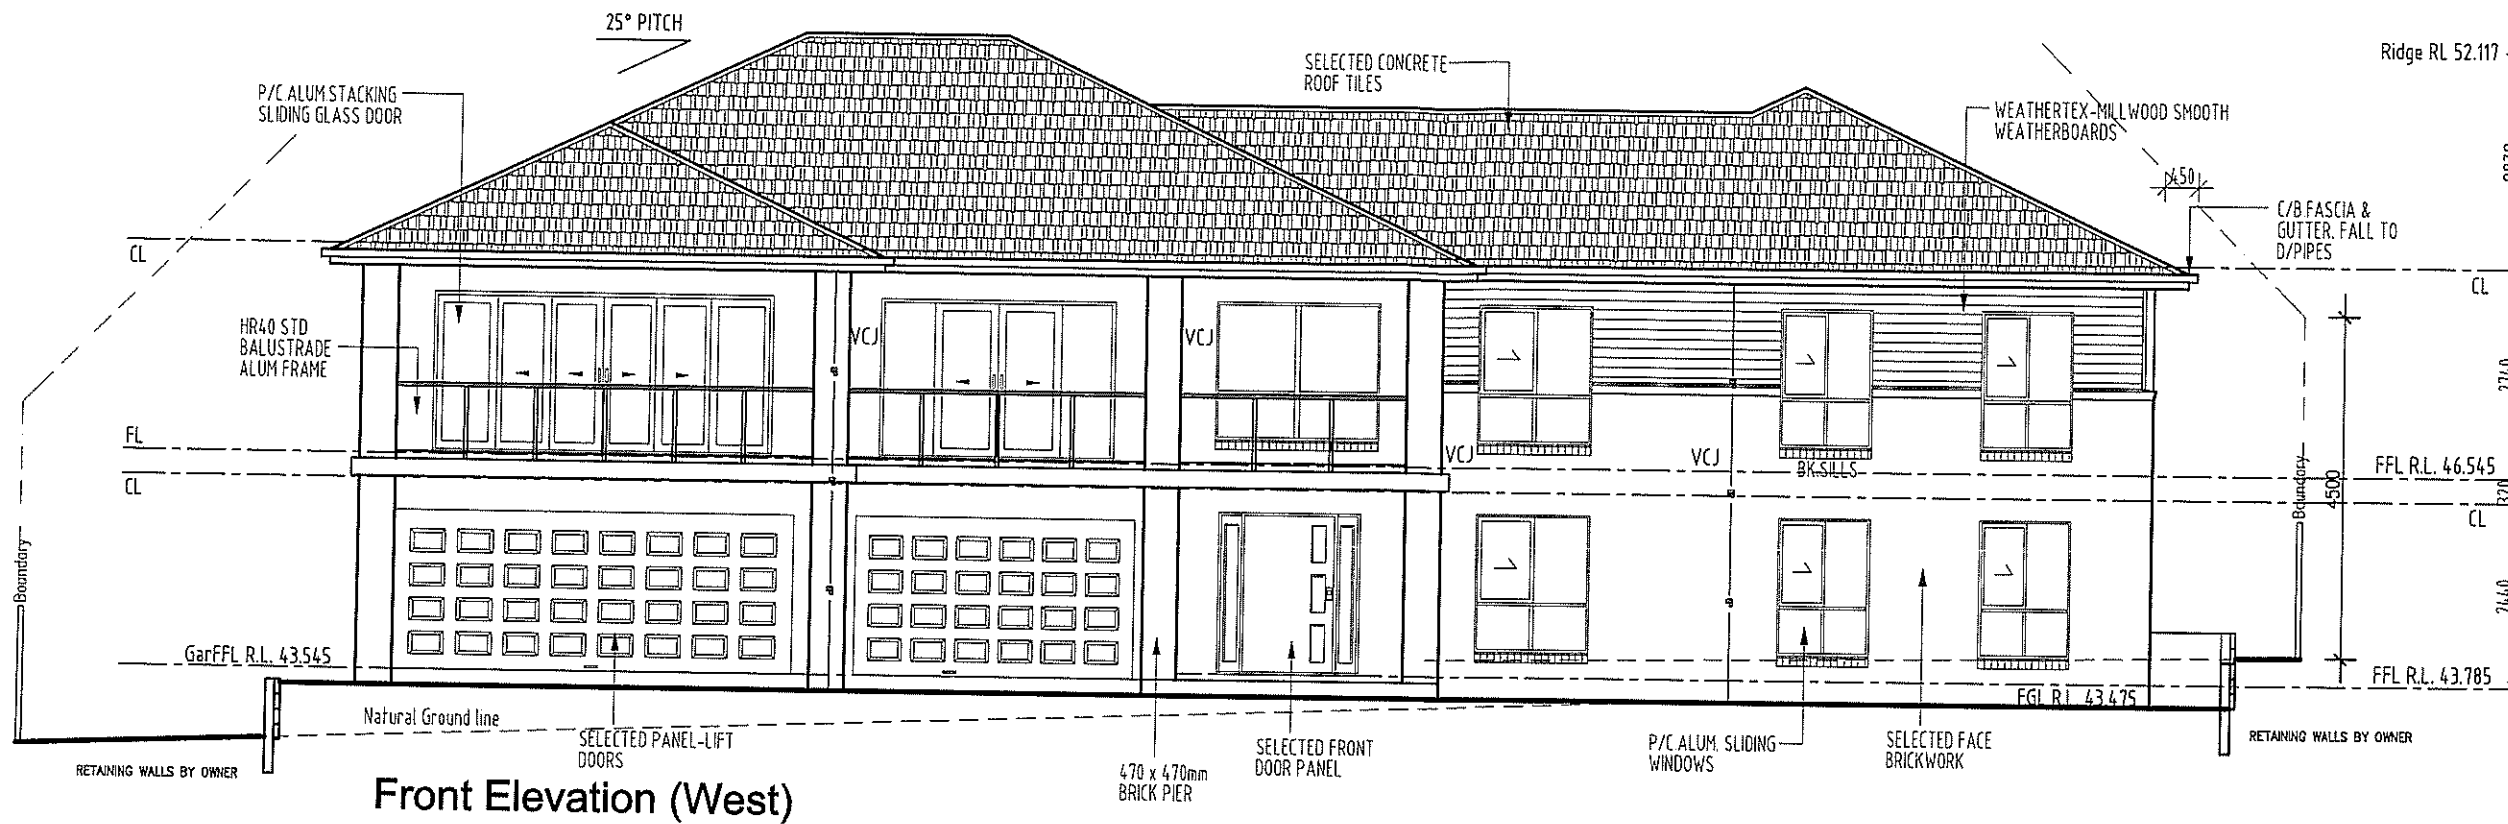 25° PITCH
Ridge RL 52.117
SELECTED CONCRETE
ROOF TILES
P/C ALUM.STACKING
SLIDING GLASS DOOR
WEATHERTEX-MILLWOOD SMOOTH
WEATHERBOARDS
450
C/B FASCIA &
GUTTER. FALL TO
D/PIPES
CL
CL
HR40 STD
BALUSTRADE
ALUM FRAME
VCJ
VCJ
FL
VCJ
VCJ
BK.SILLS
FFL R.L. 46.545
CL
4500
CL
Boundary
Boundary
GarFFL R.L. 43.545
FFL R.L. 43.785
FGL R.L. 43.475
Natural Ground line
SELECTED PANEL-LIFT
DOORS
SELECTED FRONT
DOOR PANEL
P/C.ALUM. SLIDING
WINDOWS
SELECTED FACE
BRICKWORK
RETAINING WALLS BY OWNER
RETAINING WALLS BY OWNER
470 x 470mm
BRICK PIER
Front Elevation (West)